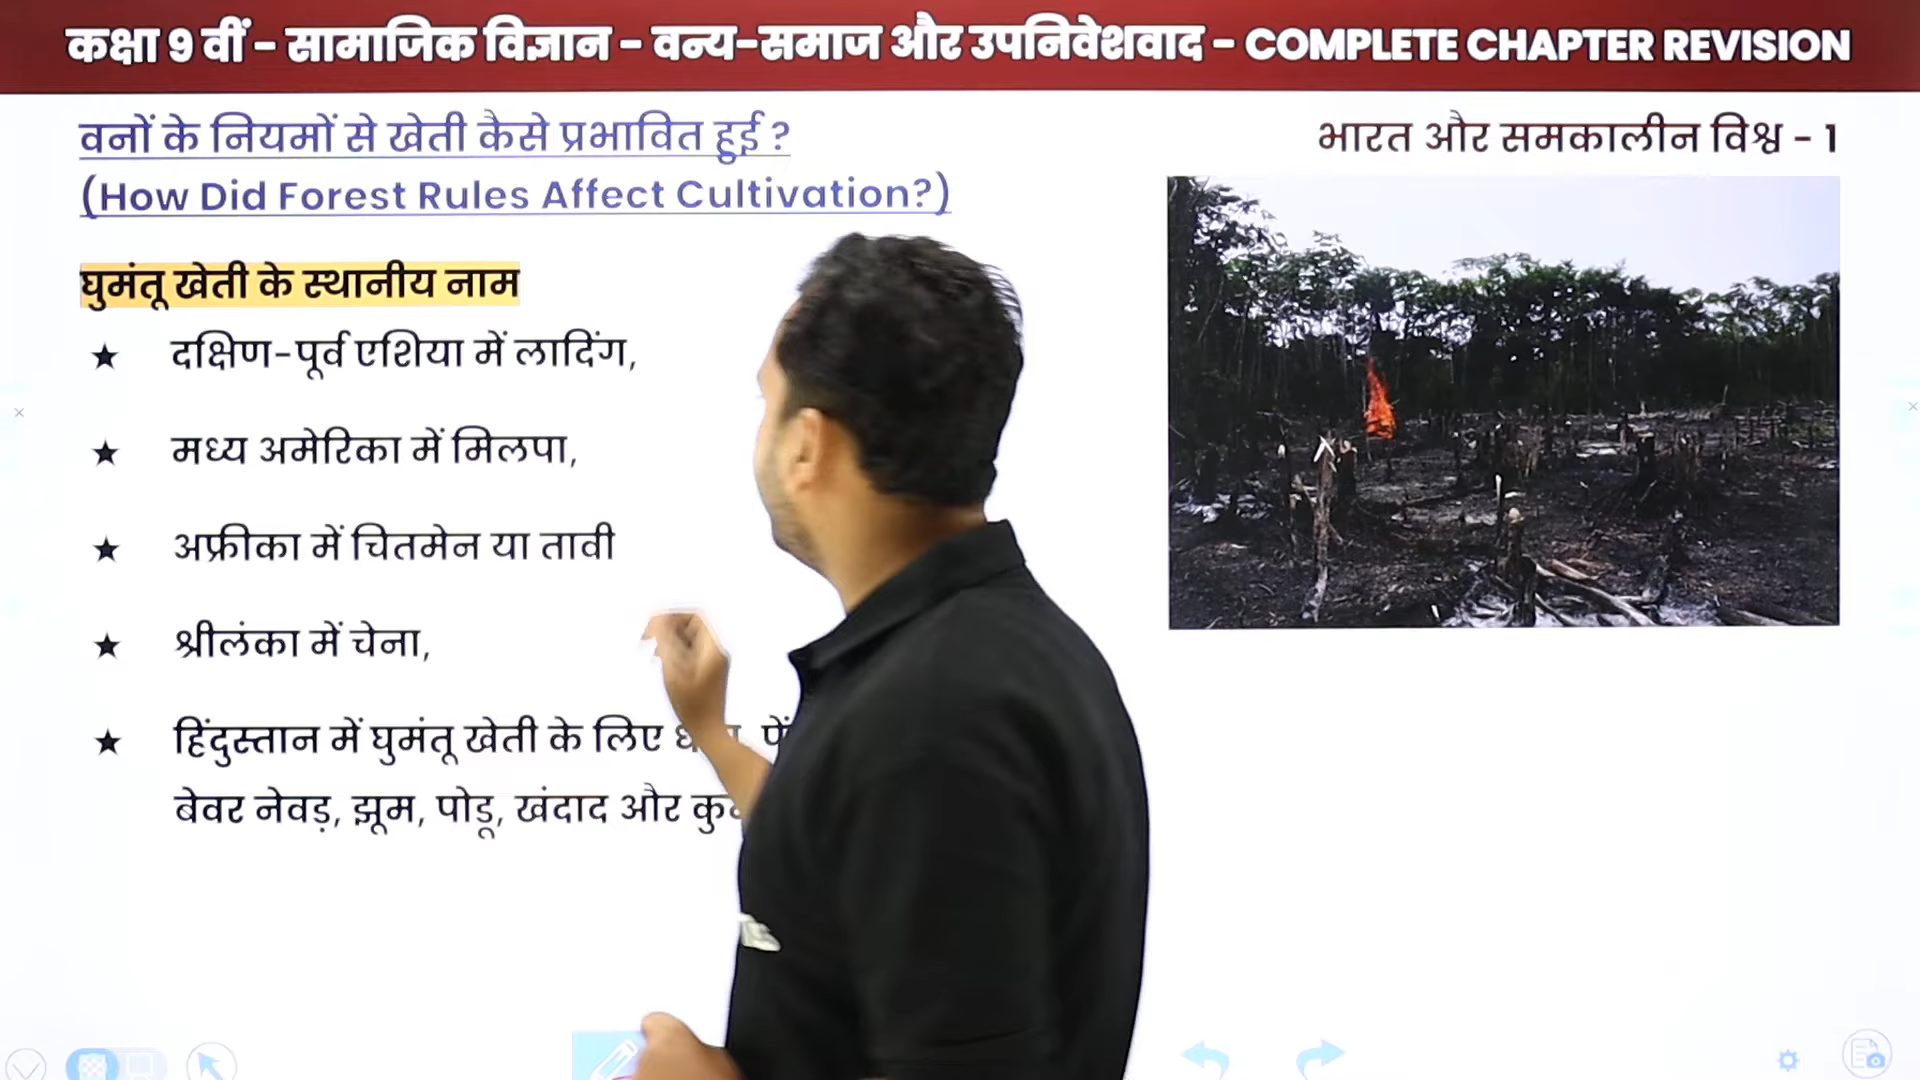 कक्षा 9 वीं - सामाजिक विज्ञान - वन्य-समाज और उपनिवेशवाद - COMPLETE CHAPTER REVISION
वनों के नियमों से खेती कैसे प्रभावित हुई ?
(How Did Forest Rules Affect Cultivation?)
भारत और समकालीन विश्व - 1
घुमंतू खेती के स्थानीय नाम
★ दक्षिण-पूर्व एशिया में लादिंग,
★ मध्य अमेरिका में मिलपा,
★ अफ्रीका में चितमेन या तावी
★ श्रीलंका में चेना,
★ हिंदुस्तान में घुमंतू खेती के लिए
बेवर नेवड़, झूम, पोडू, खंदाद और